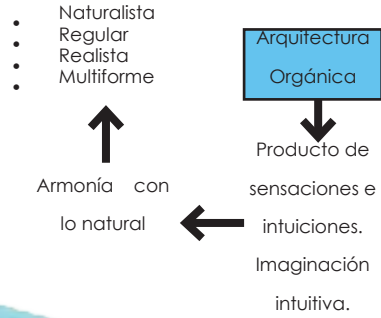 • Naturalista
• Regular
• Realista
• Multiforme
Arquitectura
Orgánica
Producto de
sensaciones e
intuiciones.
Imaginación
intuitiva.
Armonía con
lo natural